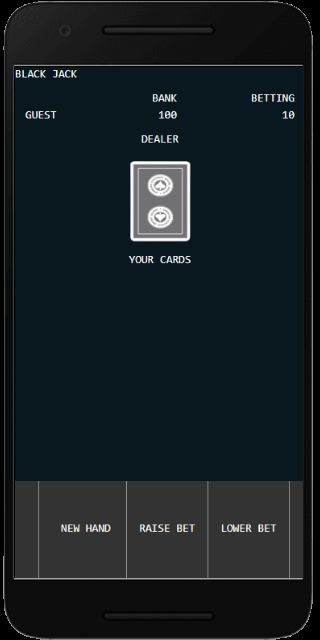 BLACK JACK
BANK BETTING
GUEST 100 10
DEALER
YOUR CARDS
NEW HAND RAISE BET LOWER BET